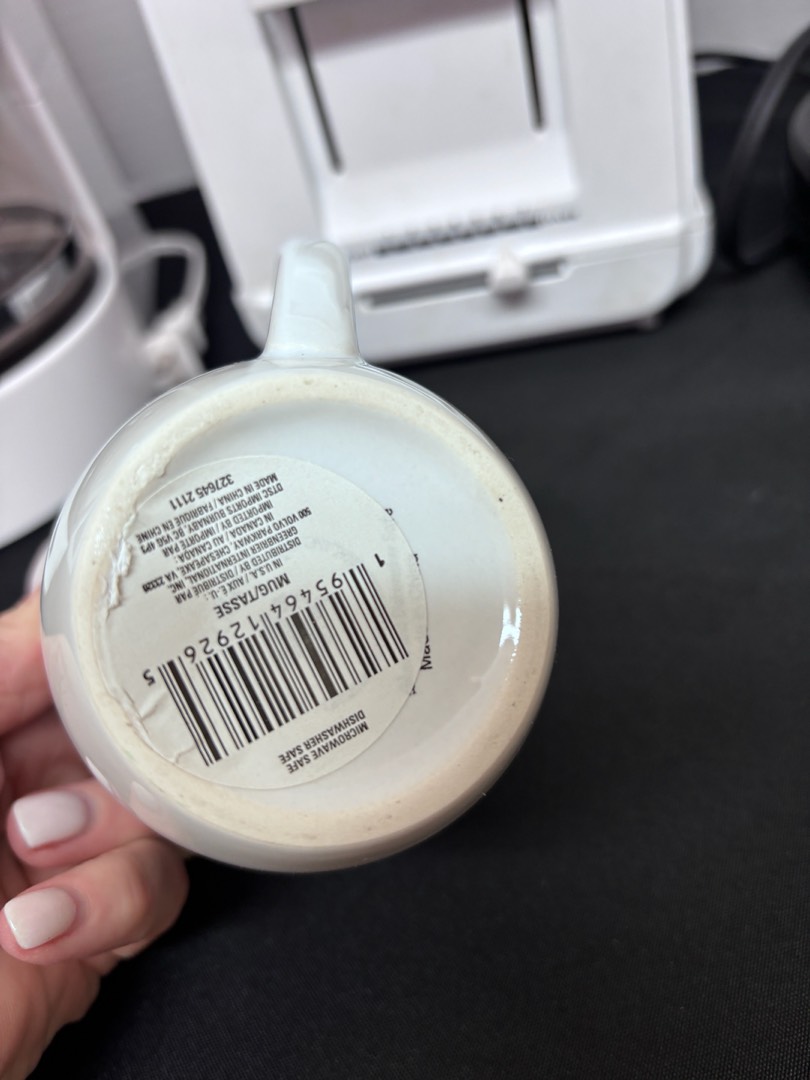 MICROWAVE SAFE
DISHWASHER SAFE
1 95464 12926 5
MUG/TASSE
IN U.S.A. / AUX É.-U.:
DISTRIBUTED BY / DISTRIBUÉ PAR
GREENBRIER INTERNATIONAL, INC.
500 VOLVO PARKWAY, CHESAPEAKE, VA 23320
IN CANADA / AU CANADA:
IMPORTED BY / IMPORTÉ PAR
DTSC IMPORTS BURNABY, BC V5G 4P3
MADE IN CHINA / FABRIQUÉ EN CHINE
327645 2111